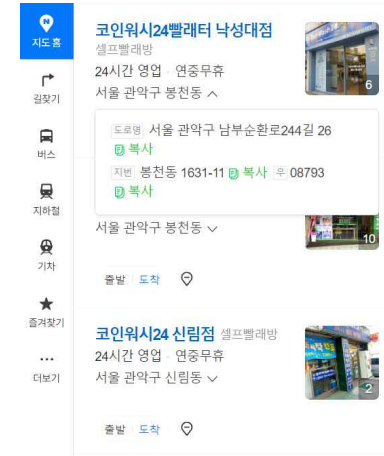 지도 홈
길찾기
버스
지하철
기차
즐겨찾기
더보기
코인워시24빨래터 낙성대점
셀프빨래방
24시간 영업 연중무휴
서울 관악구 봉천동
6
도로명 서울 관악구 남부순환로244길 26
복사
지번 봉천동 1631-11 복사 우 08793
복사
서울 관악구 봉천동
10
출발 도착
코인워시24 신림점 셀프빨래방
24시간 영업 연중무휴
서울 관악구 신림동
2
출발 도착